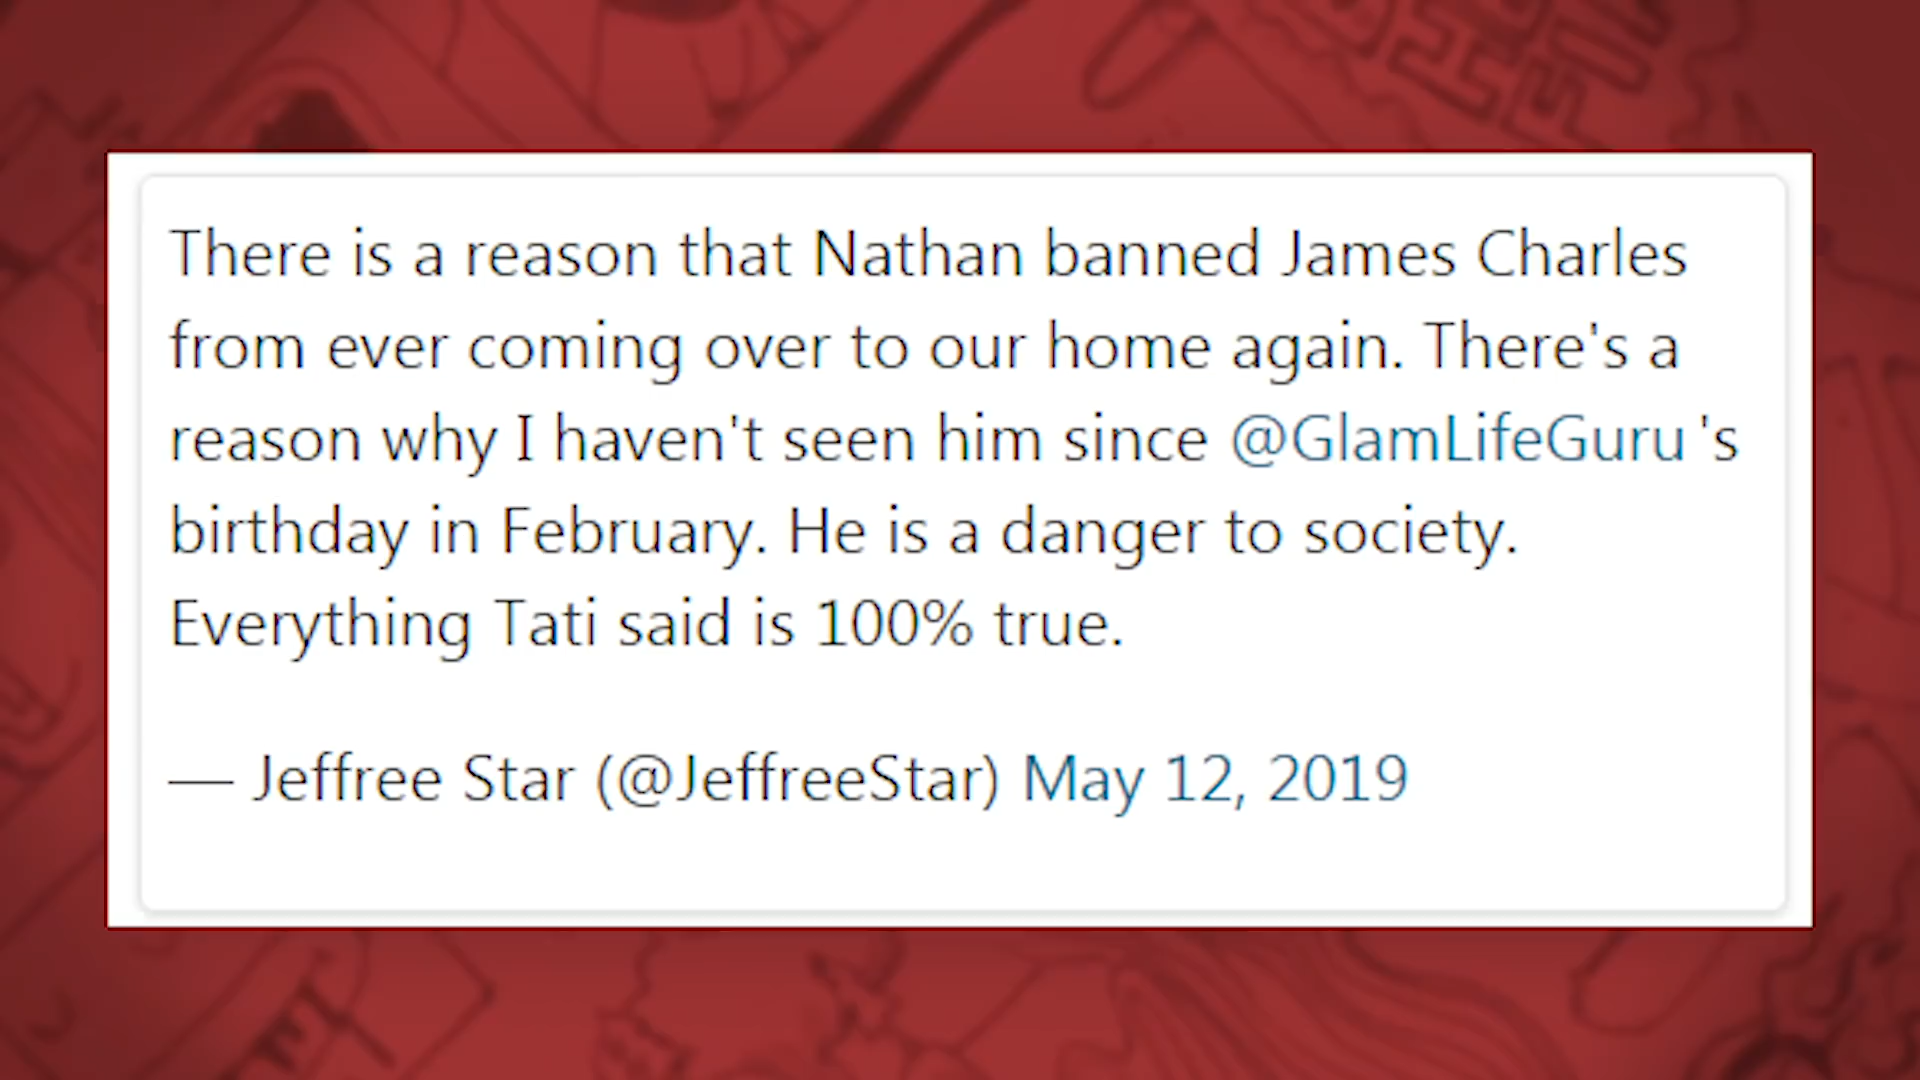 There is a reason that Nathan banned James Charles
from ever coming over to our home again. There's a
reason why I haven't seen him since @GlamLifeGuru 's
birthday in February. He is a danger to society.
Everything Tati said is 100% true.
— Jeffree Star (@JeffreeStar) May 12, 2019